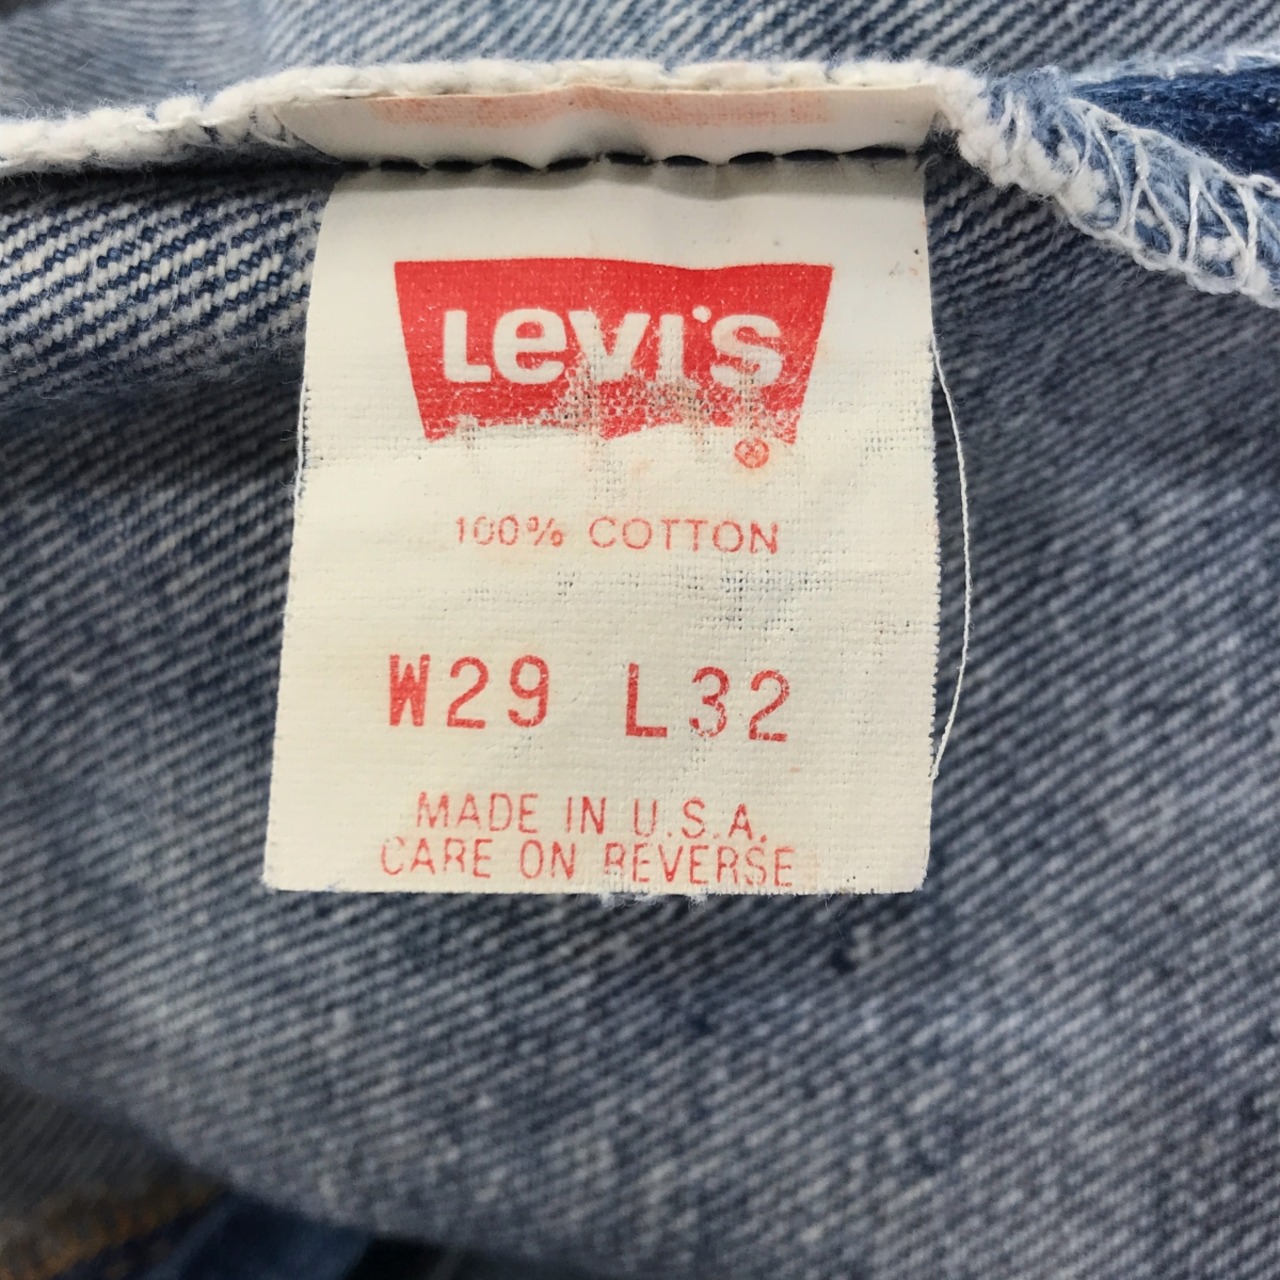 Levi's
®
100% COTTON
W29 L32
MADE IN U.S.A.
CARE ON REVERSE